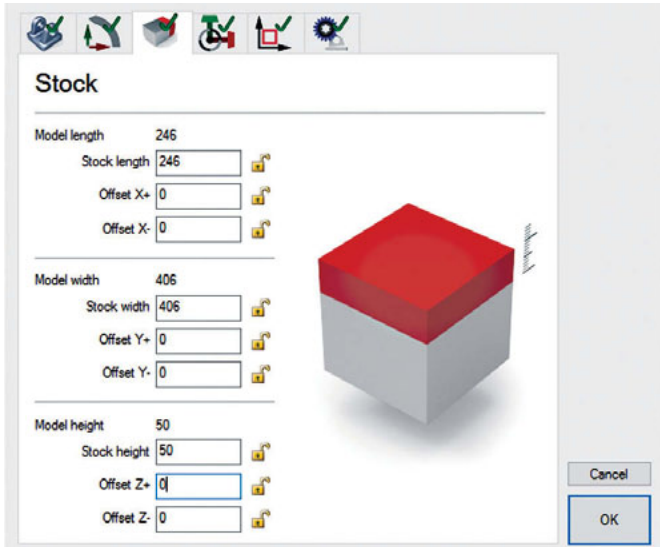 Stock
Model length 246
Stock length 246
Offset X+ 0
Offset X- 0
Model width 406
Stock width 406
Offset Y+ 0
Offset Y- 0
Model height 50
Stock height 50
Offset Z+ 0
Offset Z- 0
Cancel
OK